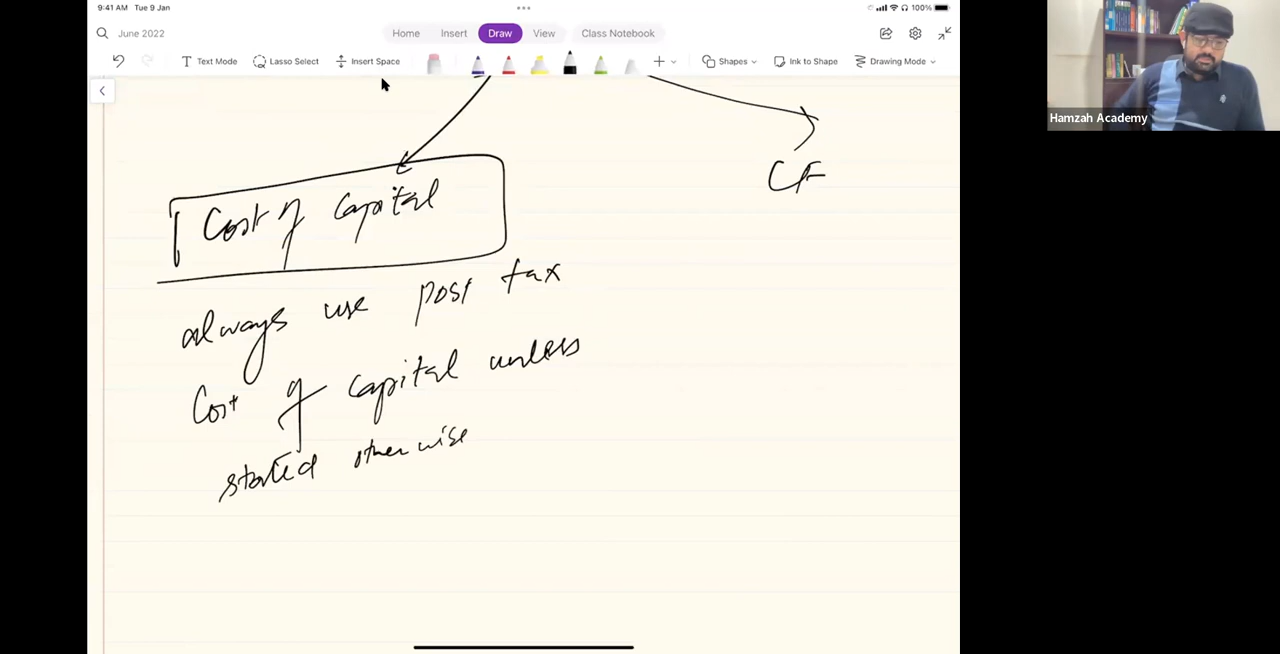 9:41 AM Tue 9 Jan
100%
June 2022
Home Insert Draw View Class Notebook
Text Mode Lasso Select Insert Space Shapes Ink to Shape Drawing Mode
Hamzah Academy
CF
Cost of Capital
always use post tax
Cost of capital unless
stated otherwise